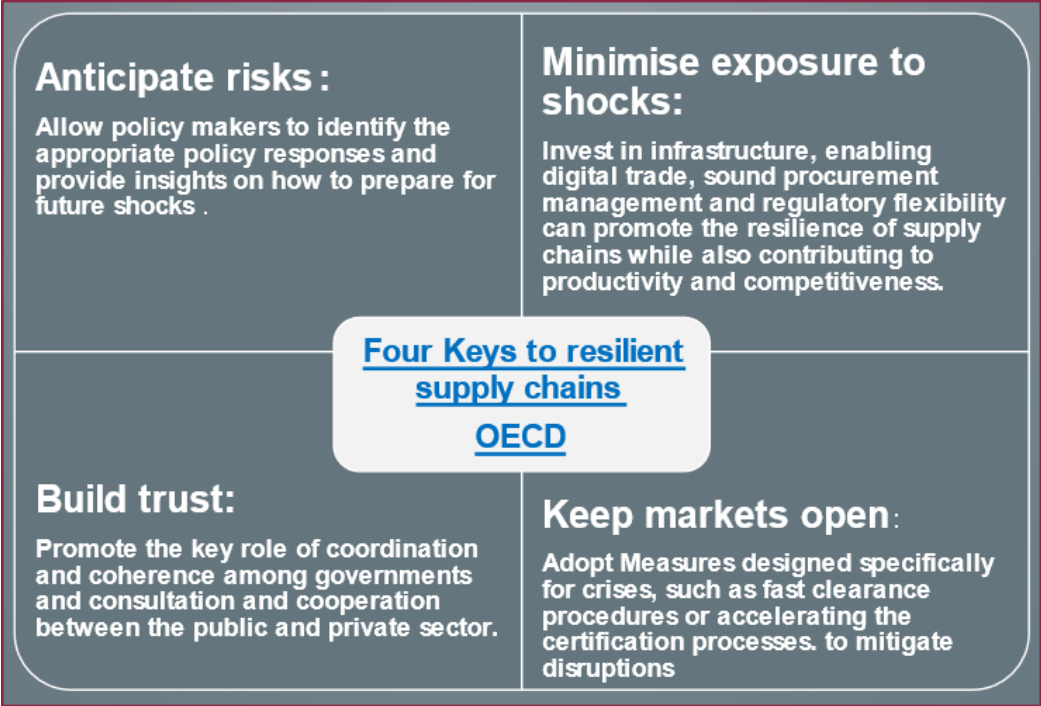 Anticipate risks :
Allow policy makers to identify the
appropriate policy responses and
provide insights on how to prepare for
future shocks .
Minimise exposure to
shocks:
Invest in infrastructure, enabling
digital trade, sound procurement
management and regulatory flexibility
can promote the resilience of supply
chains while also contributing to
productivity and competitiveness.
Four Keys to resilient
supply chains
OECD
Build trust:
Promote the key role of coordination
and coherence among governments
and consultation and cooperation
between the public and private sector.
Keep markets open :
Adopt Measures designed specifically
for crises, such as fast clearance
procedures or accelerating the
certification processes. to mitigate
disruptions